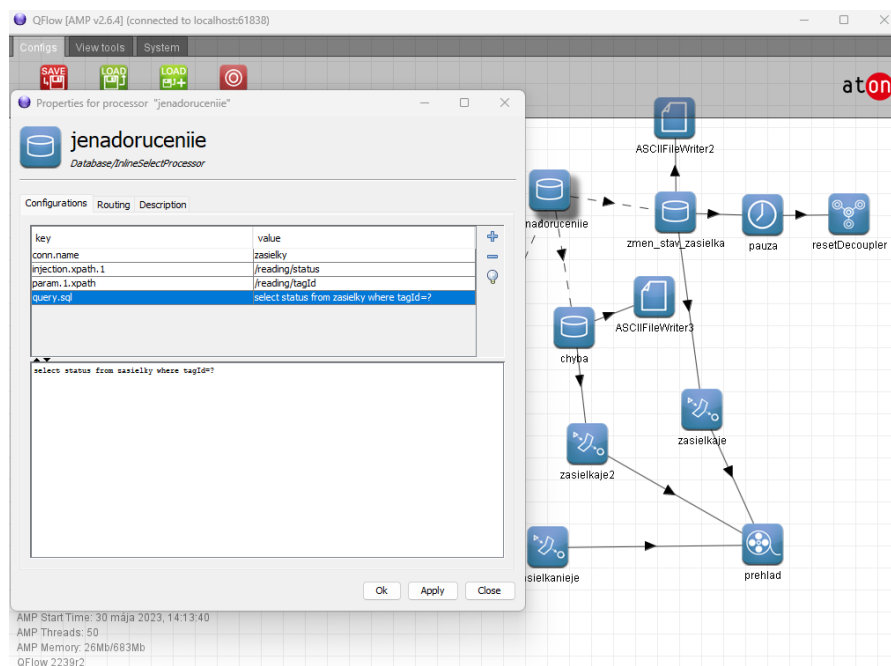 QFlow [AMP v2.6.4] (connected to localhost:61838)
Configs View tools System
SAVE LOAD LOAD
aton
Properties for processor "jenadoruceniie"
jenadoruceniie
Database/InlineSelectProcessor
Configurations Routing Description
key value
conn.name zasielky
injection.xpath.1 /reading/status
param.1.xpath /reading/tagId
query.sql select status from zasielky where tagId=?
select status from zasielky where tagId=?
Ok Apply Close
ASCIIFileWriter2
nadoruceniie
zmen_stav_zasielka
pauza
resetDecoupler
ASCIIFileWriter3
chyba
zasielkaje
zasielkaje2
sielkanieje
prehlad
AMP Start Time: 30 mája 2023, 14:13:40
AMP Threads: 50
AMP Memory: 26Mb/683Mb
QFlow 2239r2